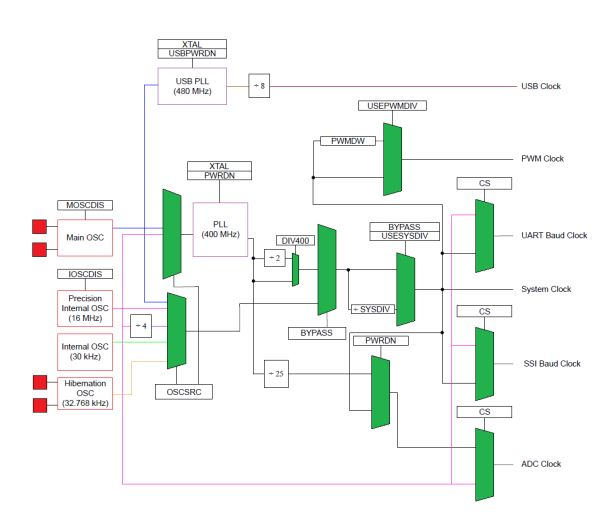 XTAL
USBPWRDN
USB PLL
(480 MHz)
÷ 8
USB Clock
USEPWMDIV
PWMDW
PWM Clock
XTAL
PWRDN
PLL
(400 MHz)
CS
UART Baud Clock
MOSCDIS
Main OSC
DIV400
÷ 2
BYPASS
USESYSDIV
÷ SYSDIV
System Clock
IOSCDIS
Precision
Internal OSC
(16 MHz)
÷ 4
BYPASS
CS
SSI Baud Clock
Internal OSC
(30 kHz)
PWRDN
÷ 25
Hibernation
OSC
(32.768 kHz)
OSCSRC
CS
ADC Clock